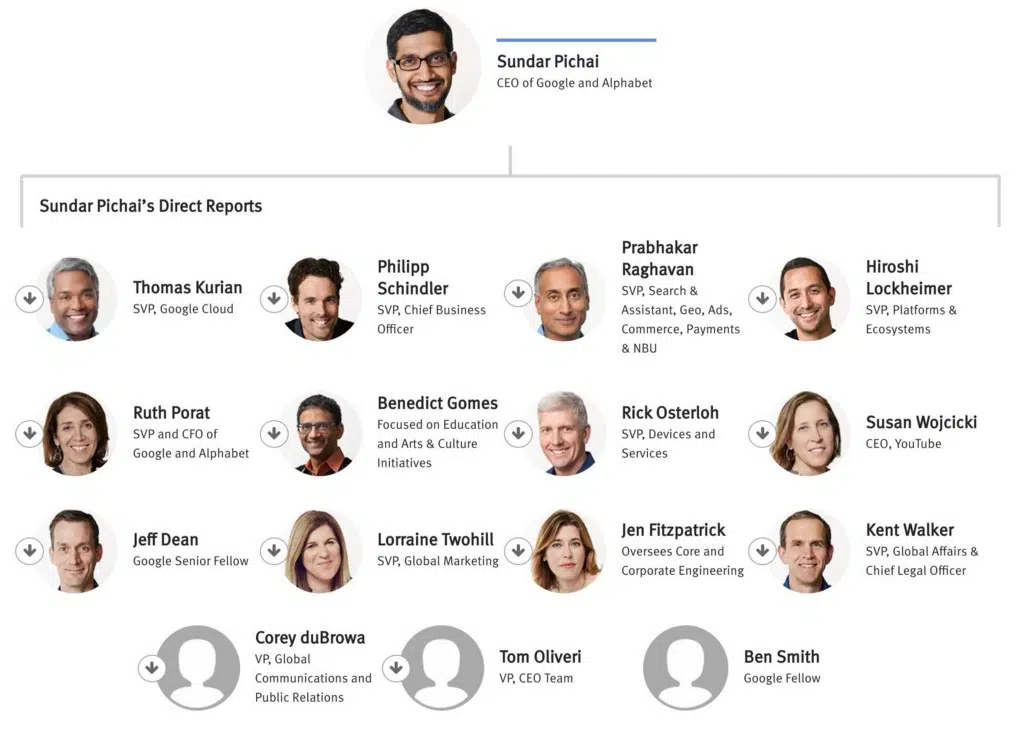 Sundar Pichai
CEO of Google and Alphabet
Sundar Pichai’s Direct Reports
Thomas Kurian
SVP, Google Cloud
Philipp
Schindler
SVP, Chief Business
Officer
Prabhakar
Raghavan
SVP, Search &
Assistant, Geo, Ads,
Commerce, Payments
& NBU
Hiroshi
Lockheimer
SVP, Platforms &
Ecosystems
Ruth Porat
SVP and CFO of
Google and Alphabet
Benedict Gomes
Focused on Education
and Arts & Culture
Initiatives
Rick Osterloh
SVP, Devices and
Services
Susan Wojcicki
CEO, YouTube
Jeff Dean
Google Senior Fellow
Lorraine Twohill
SVP, Global Marketing
Jen Fitzpatrick
Oversees Core and
Corporate Engineering
Kent Walker
SVP, Global Affairs &
Chief Legal Officer
Corey duBrowa
VP, Global
Communications and
Public Relations
Tom Oliveri
VP, CEO Team
Ben Smith
Google Fellow